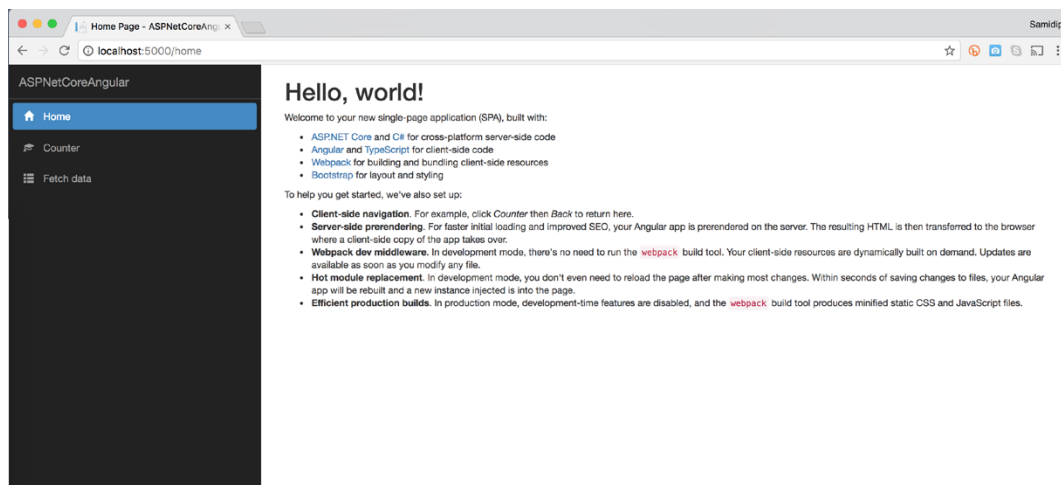 Home Page - ASPNetCoreAng
Samidip
localhost:5000/home
ASPNetCoreAngular
Home
Counter
Fetch data
Hello, world!
Welcome to your new single-page application (SPA), built with:
• ASP.NET Core and C# for cross-platform server-side code
• Angular and TypeScript for client-side code
• Webpack for building and bundling client-side resources
• Bootstrap for layout and styling
To help you get started, we've also set up:
• Client-side navigation. For example, click Counter then Back to return here.
• Server-side prerendering. For faster initial loading and improved SEO, your Angular app is prerendered on the server. The resulting HTML is then transferred to the browser
where a client-side copy of the app takes over.
• Webpack dev middleware. In development mode, there's no need to run the webpack build tool. Your client-side resources are dynamically built on demand. Updates are
available as soon as you modify any file.
• Hot module replacement. In development mode, you don't even need to reload the page after making most changes. Within seconds of saving changes to files, your Angular
app will be rebuilt and a new instance injected is into the page.
• Efficient production builds. In production mode, development-time features are disabled, and the webpack build tool produces minified static CSS and JavaScript files.